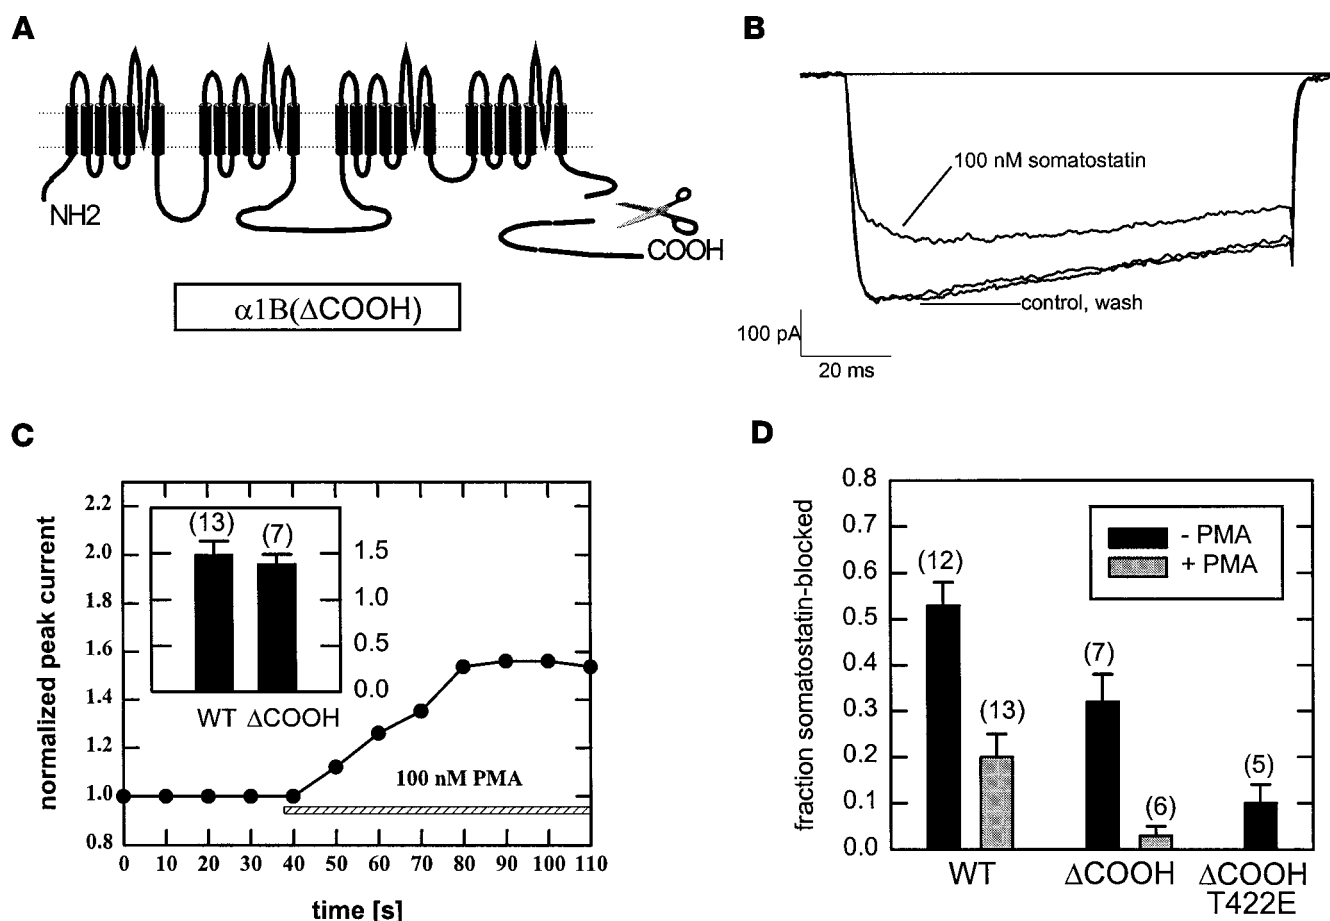 A
NH2
COOH
α1B(ΔCOOH)
B
100 nM somatostatin
control, wash
100 pA
20 ms
C
normalized peak current
2.2
2.0
1.8
1.6
1.4
1.2
1.0
0.8
(13)
(7)
1.5
1.0
0.5
0.0
WT ΔCOOH
100 nM PMA
0 10 20 30 40 50 60 70 80 90 100 110
time [s]
D
fraction somatostatin-blocked
0.8
0.7
0.6
0.5
0.4
0.3
0.2
0.1
0.0
- PMA
+ PMA
(12)
(13)
(7)
(6)
(5)
WT ΔCOOH ΔCOOH
T422E